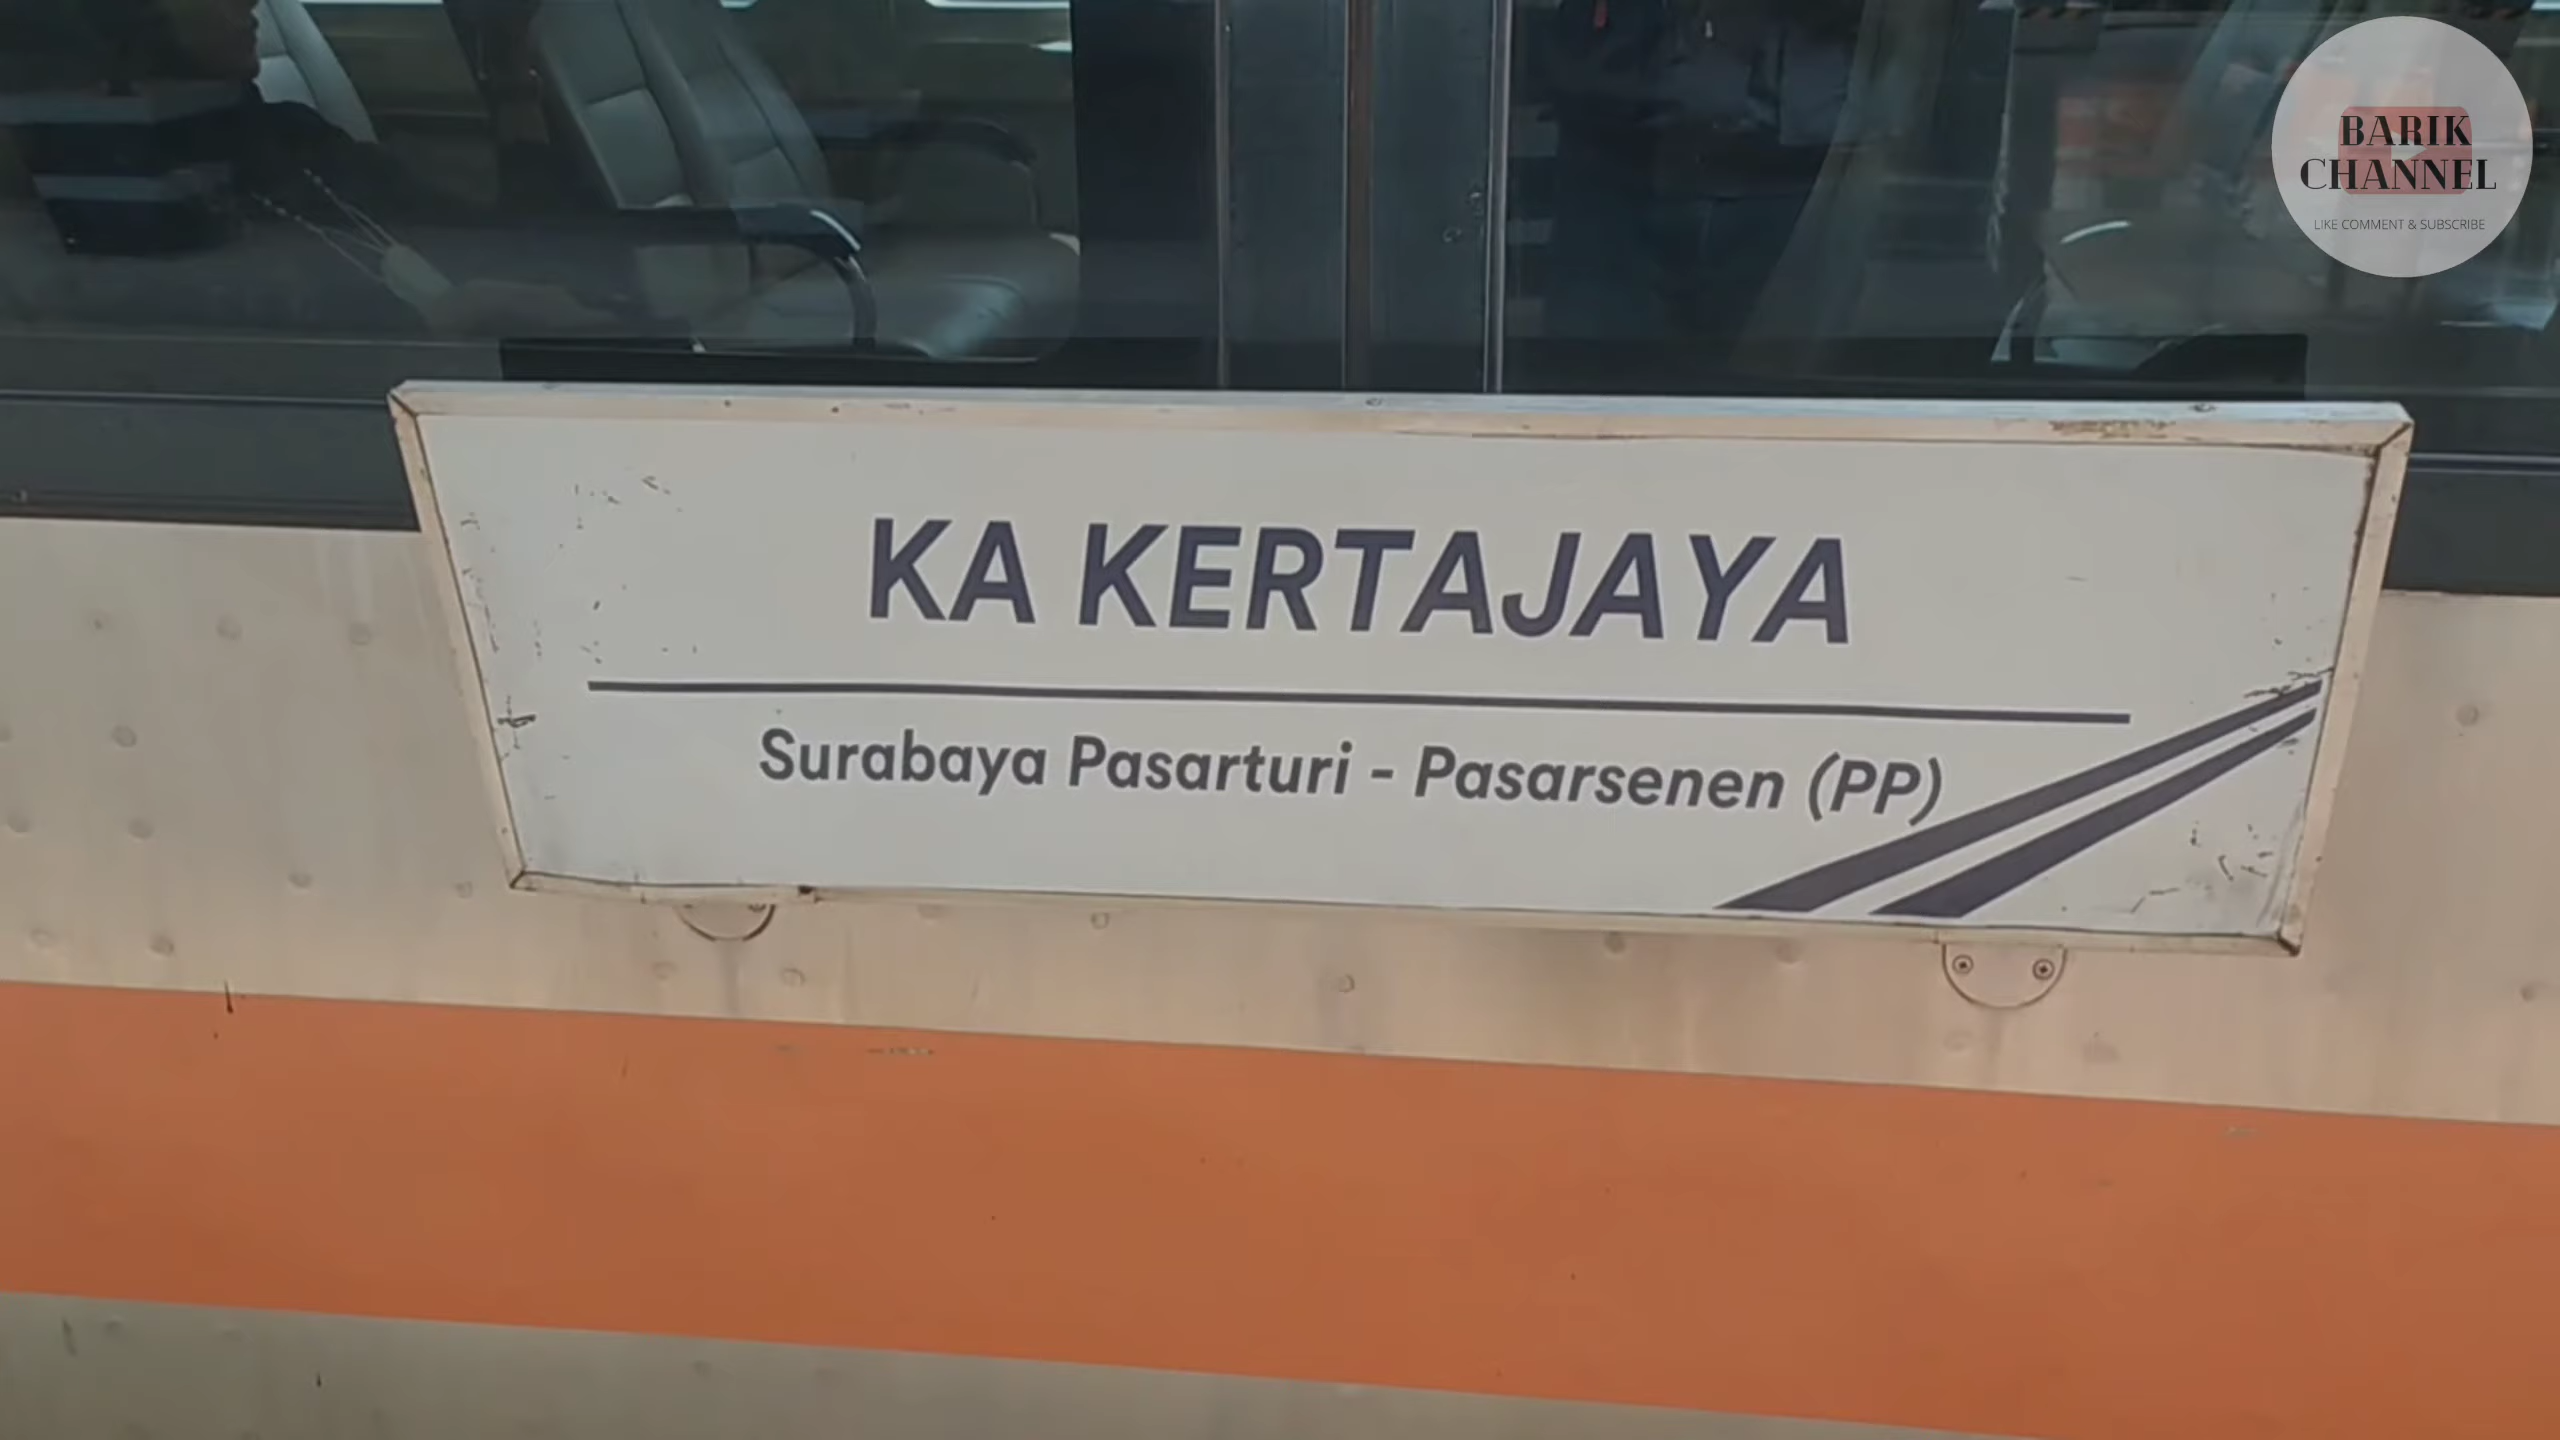 BARIK
CHANNEL
LIKE COMMENT & SUBSCRIBE
KA KERTAJAYA
Surabaya Pasarturi - Pasarsenen (PP)